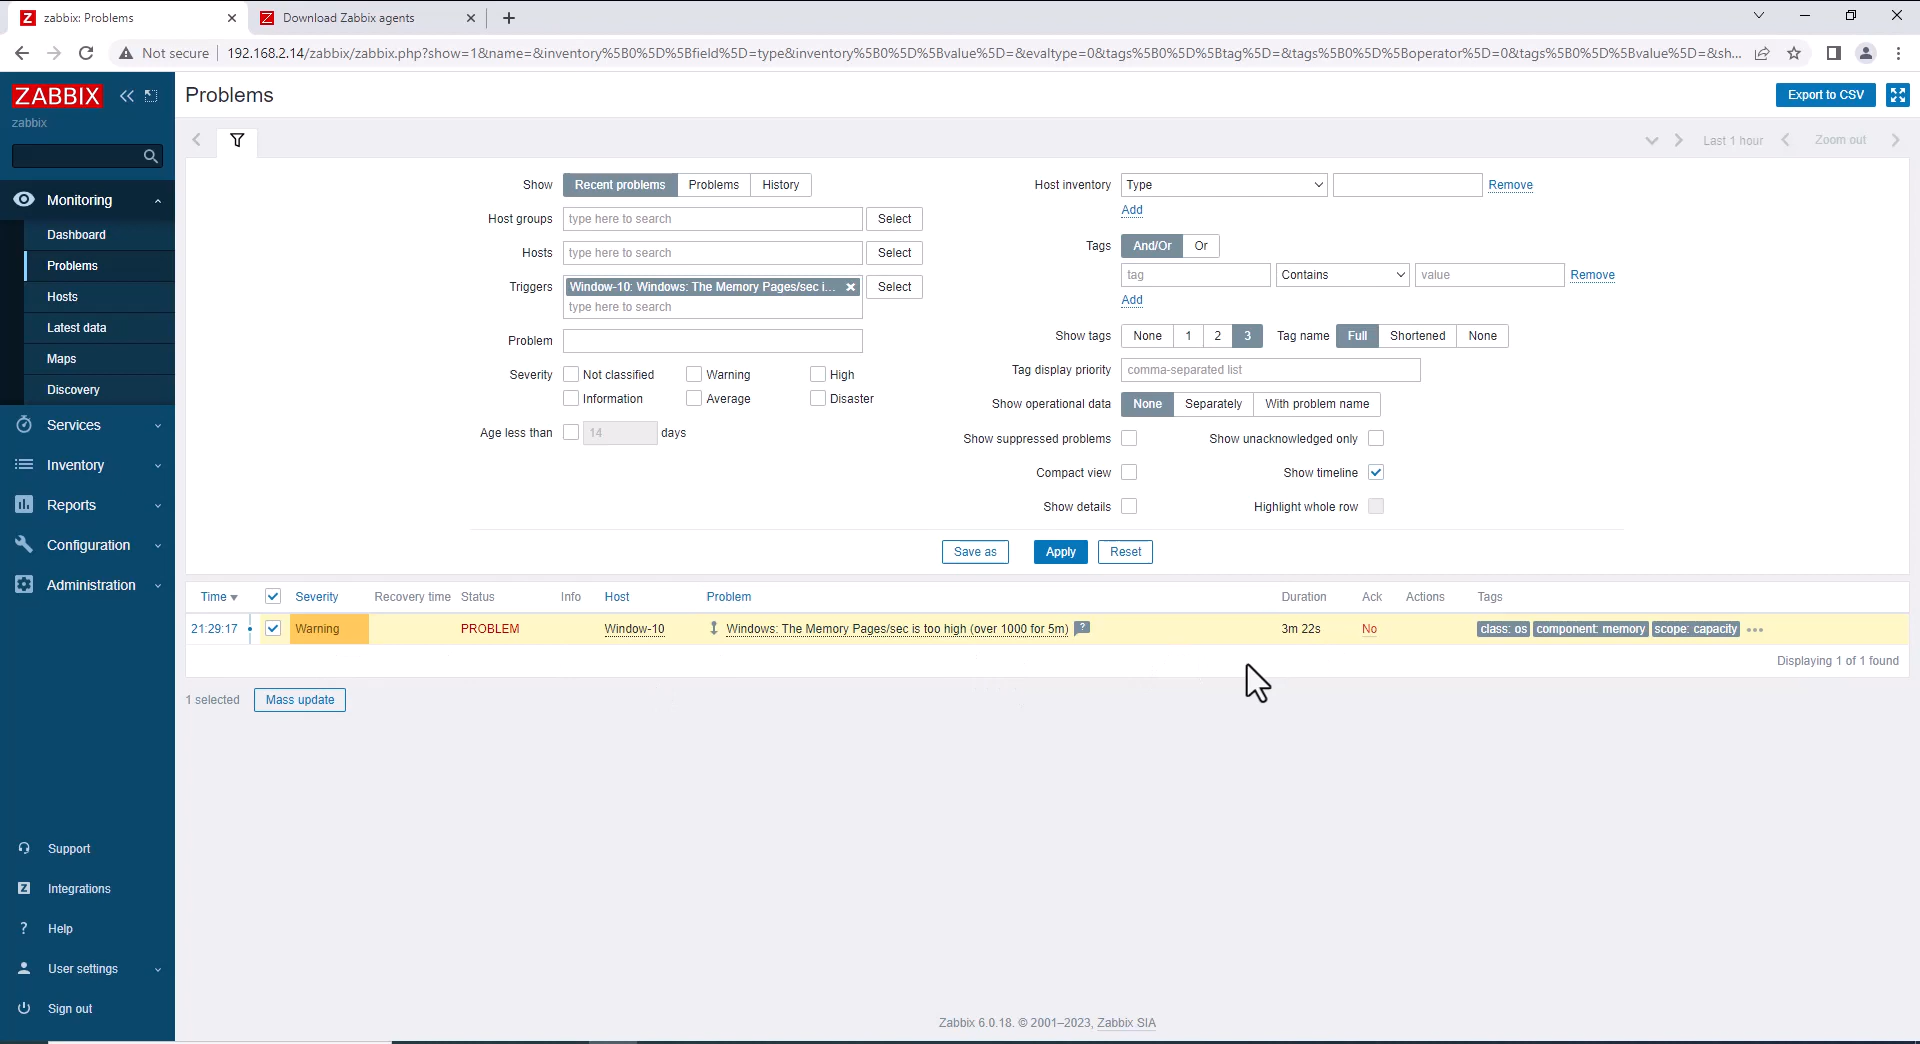 zabbix: Problems
Download Zabbix agents
Not secure 192.168.2.14/zabbix/zabbix.php?show=1&name=&inventory%5B0%5D%5Bfield%5D=type&inventory%5B0%5D%5Bvalue%5D=&evaltype=0&tags%5B0%5D%5Btag%5D=&tags%5B0%5D%5Boperator%5D=0&tags%5B0%5D%5Bvalue%5D=&sh...
ZABBIX
zabbix
Monitoring
Dashboard
Problems
Hosts
Latest data
Maps
Discovery
Services
Inventory
Reports
Configuration
Administration
Support
Integrations
Help
User settings
Sign out
Problems
Export to CSV
Last 1 hour
Zoom out
Show Recent problems Problems History
Host groups type here to search Select
Hosts type here to search Select
Triggers Window-10: Windows: The Memory Pages/sec i... Select
type here to search
Problem
Severity Not classified Warning High
Information Average Disaster
Age less than 14 days
Host inventory Type Remove
Add
Tags And/Or Or
tag Contains value Remove
Add
Show tags None 1 2 3 Tag name Full Shortened None
Tag display priority comma-separated list
Show operational data None Separately With problem name
Show suppressed problems Show unacknowledged only
Compact view Show timeline
Show details Highlight whole row
Save as Apply Reset
Time Severity Recovery time Status Info Host Problem Duration Ack Actions Tags
21:29:17 Warning PROBLEM Window-10 Windows: The Memory Pages/sec is too high (over 1000 for 5m) ? 3m 22s No class: os component: memory scope: capacity •••
Displaying 1 of 1 found
1 selected Mass update
Zabbix 6.0.18. © 2001–2023, Zabbix SIA